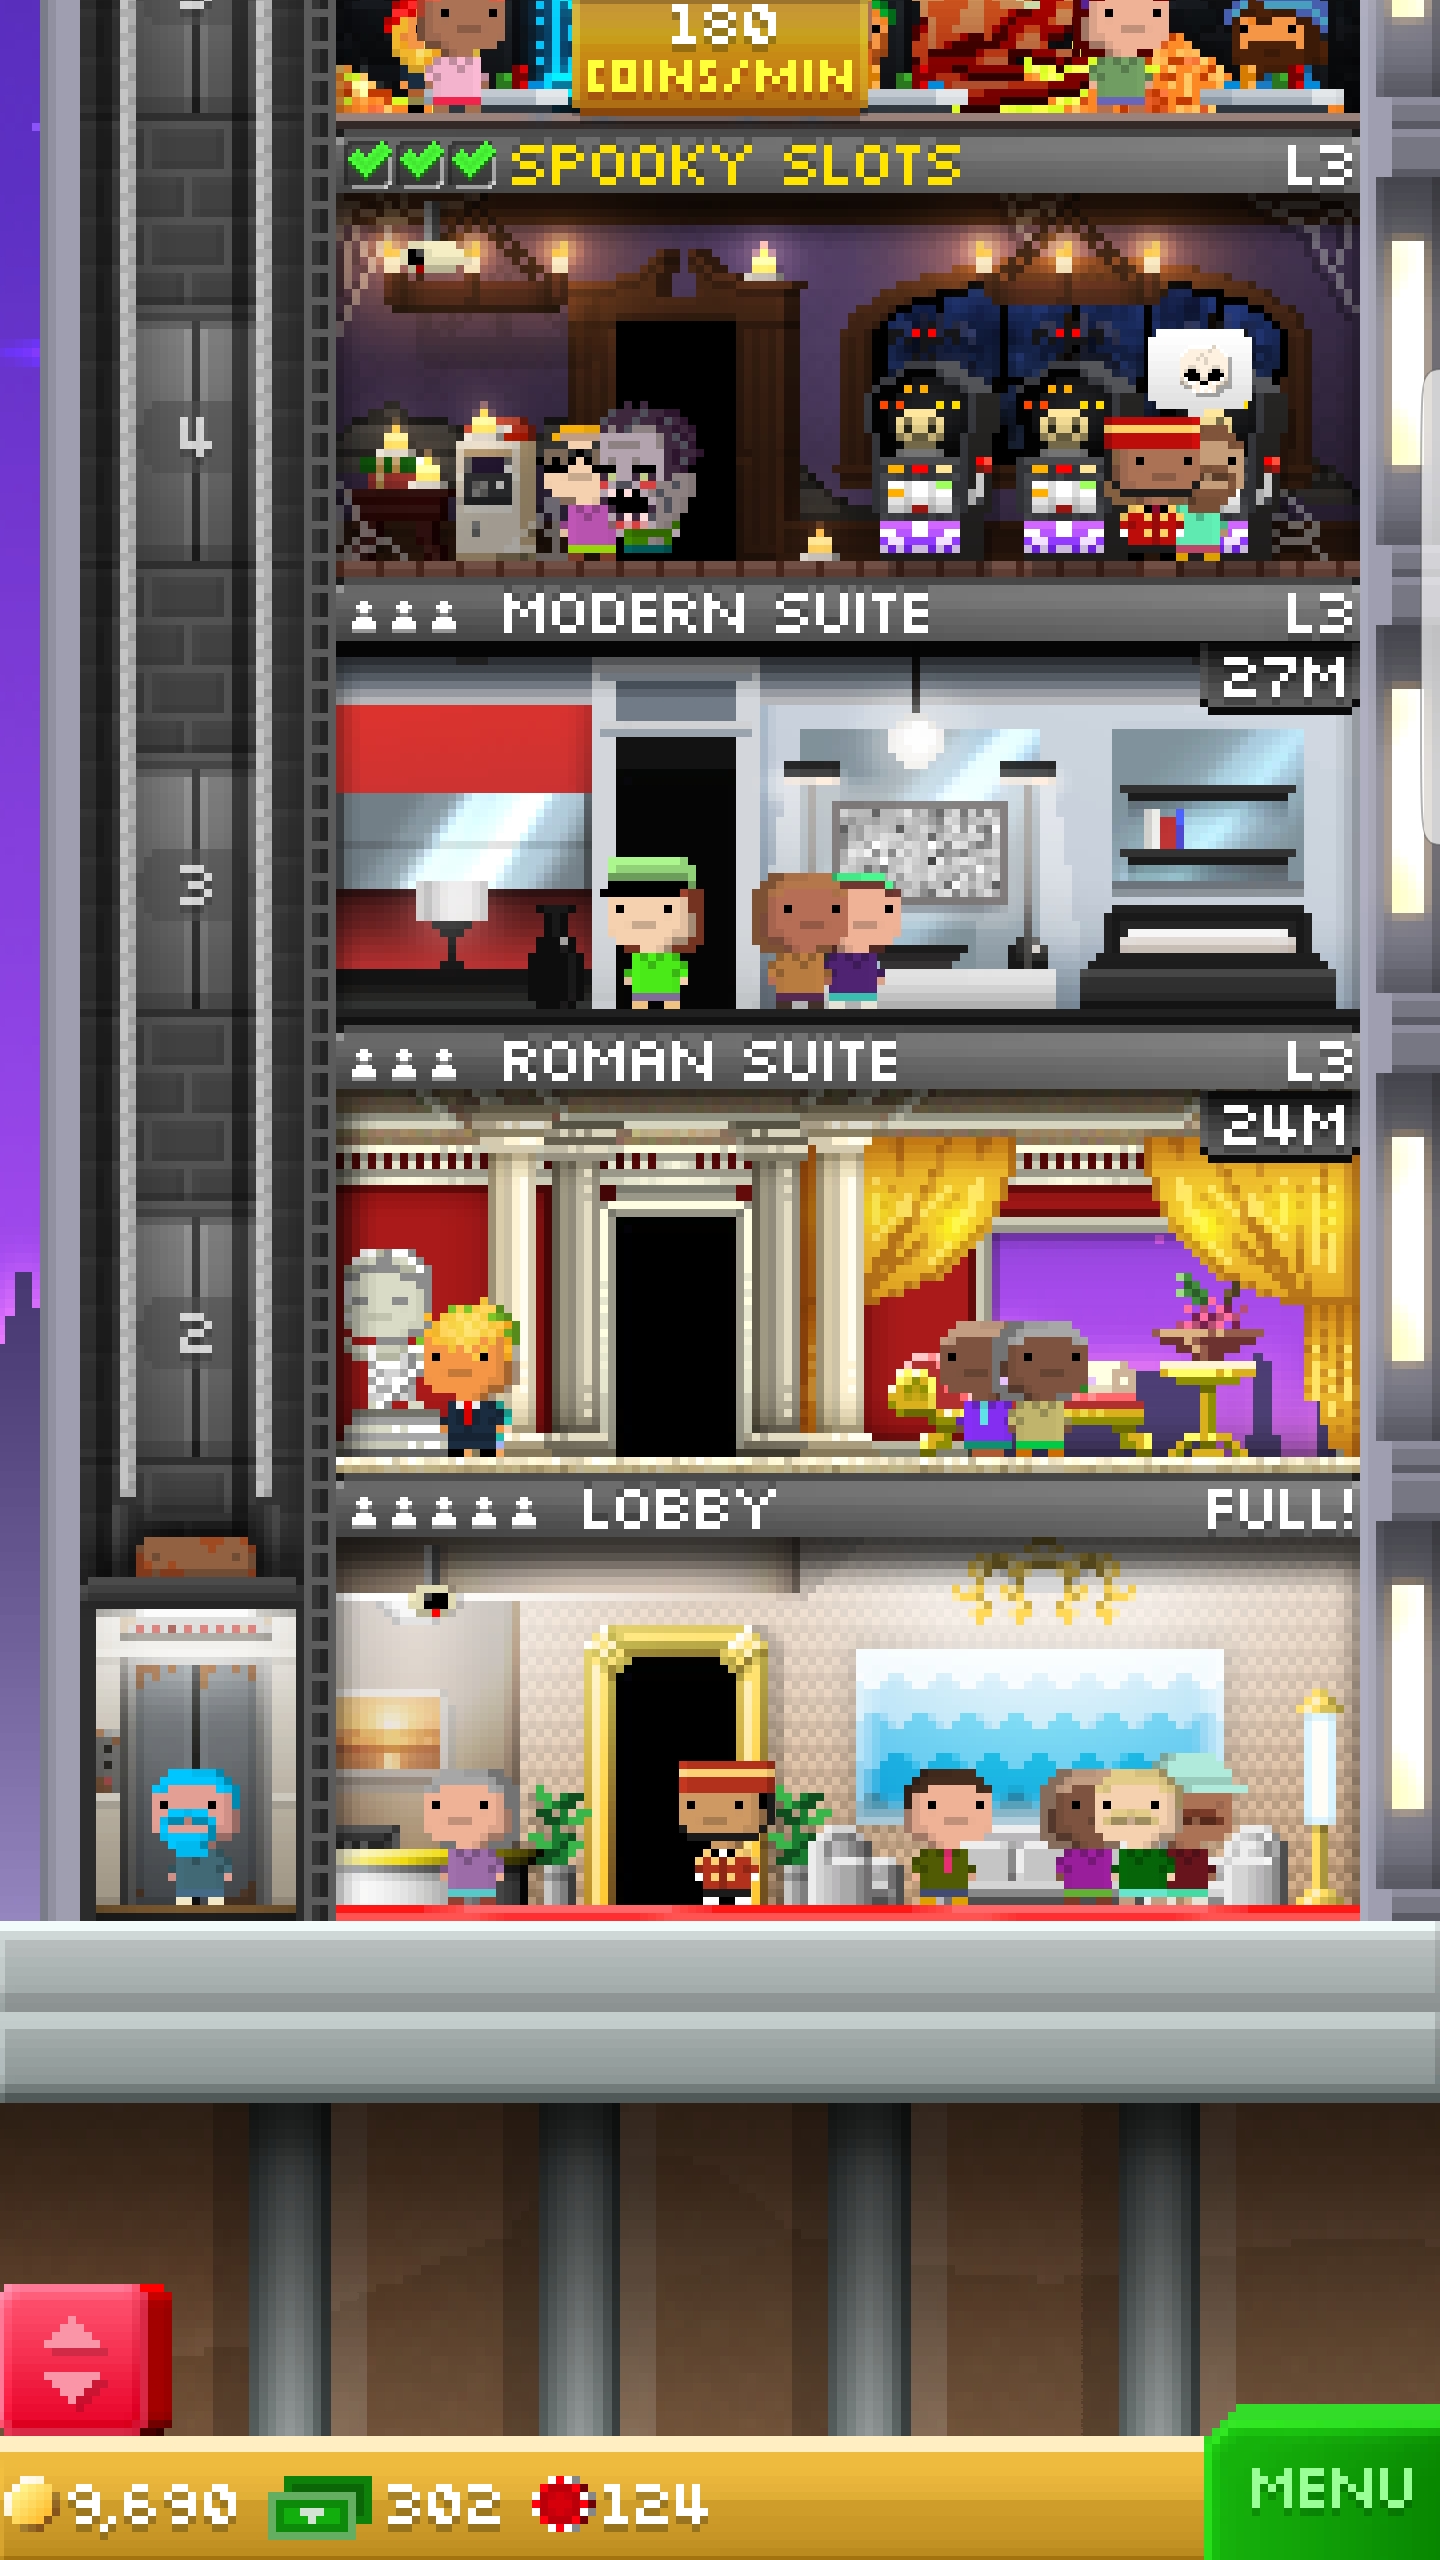 180
COINS/MIN
SPOOKY SLOTS L3
4
MODERN SUITE L3
27M
3
ROMAN SUITE L3
24M
2
LOBBY FULL!
9,690 302 124
MENU